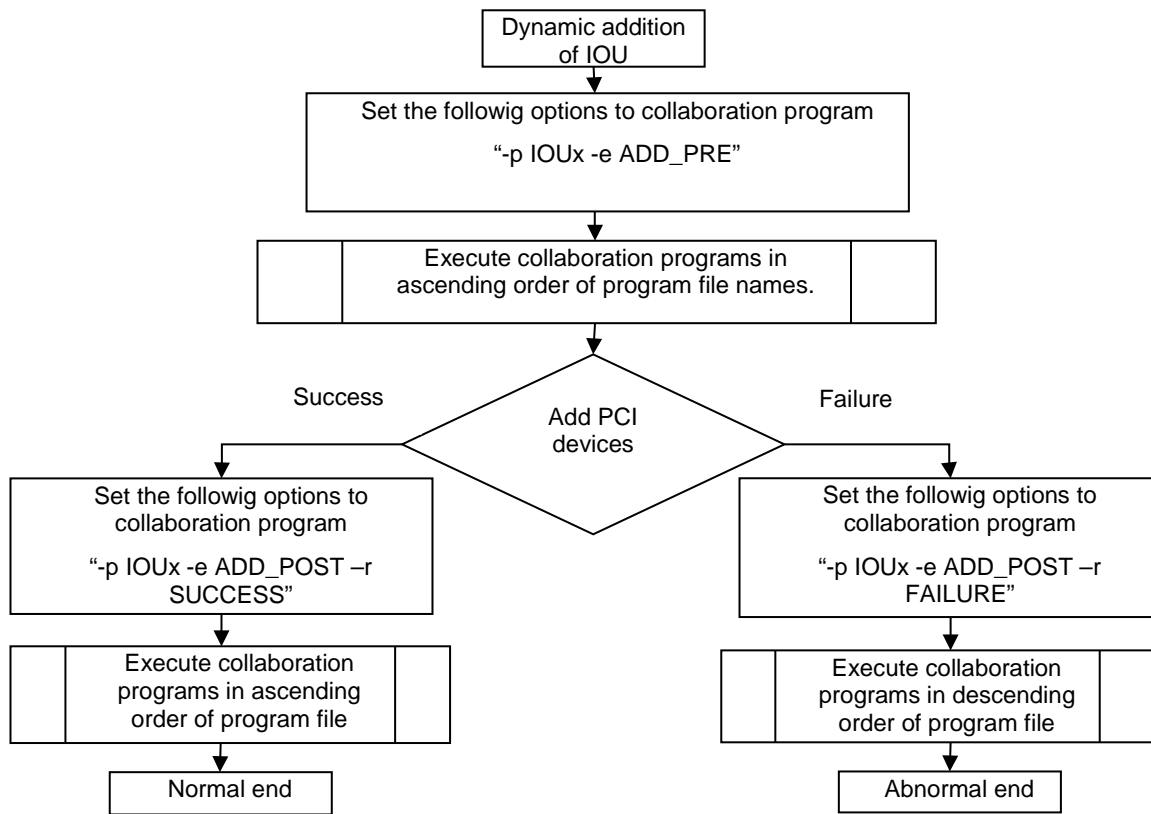 Dynamic addition
of IOU
Set the followig options to collaboration program
“-p IOUx -e ADD_PRE”
Execute collaboration programs in
ascending order of program file names.
Success
Failure
Add PCI
devices
Set the followig options to
collaboration program
“-p IOUx -e ADD_POST –r
SUCCESS”
Set the followig options to
collaboration program
“-p IOUx -e ADD_POST –r
FAILURE”
Execute collaboration
programs in ascending
order of program file
Execute collaboration
programs in descending
order of program file
Normal end
Abnormal end